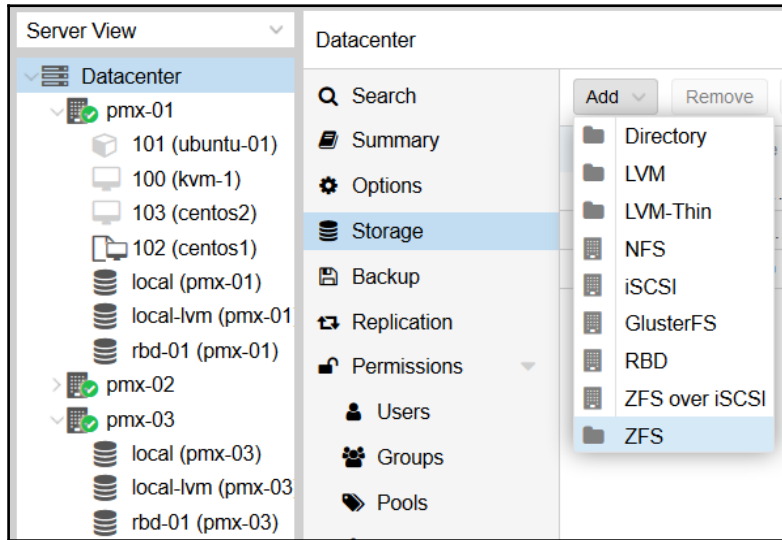 Server View
Datacenter
pmx-01
101 (ubuntu-01)
100 (kvm-1)
103 (centos2)
102 (centos1)
local (pmx-01)
local-lvm (pmx-01
rbd-01 (pmx-01)
pmx-02
pmx-03
local (pmx-03)
local-lvm (pmx-03
rbd-01 (pmx-03)
Datacenter
Search
Summary
Options
Storage
Backup
Replication
Permissions
Users
Groups
Pools
Add
Remove
Directory
LVM
LVM-Thin
NFS
iSCSI
GlusterFS
RBD
ZFS over iSCSI
ZFS